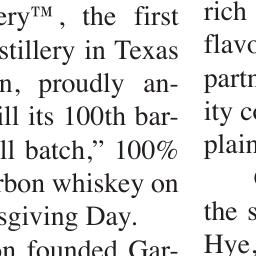 ery™, the first
stillery in Texas
n, proudly an-
ill its 100th bar-
ll batch,” 100%
rbon whiskey on
sgiving Day.
on founded Gar-
rich
flavo
partn
ity co
plain
the s
Hye,